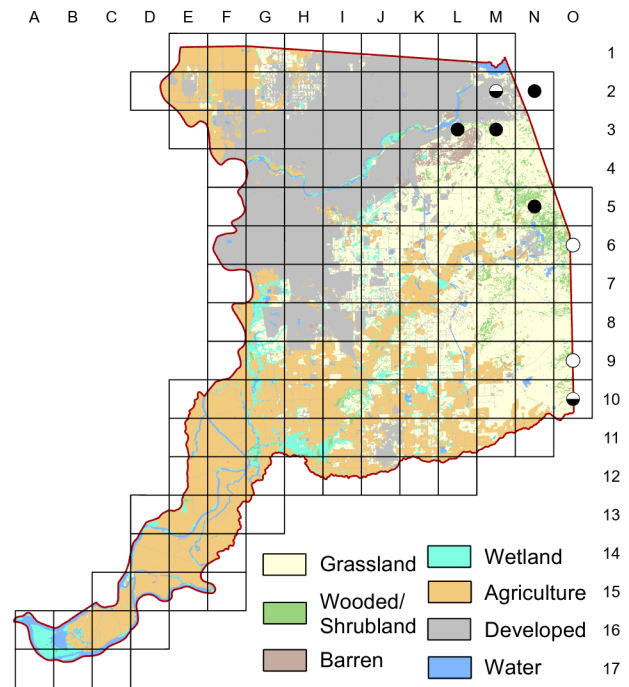 A B C D E F G H I J K L M N O
1
2
3
4
5
6
7
8
9
10
11
12
13
14
15
16
17
Grassland
Wooded/
Shrubland
Barren
Wetland
Agriculture
Developed
Water